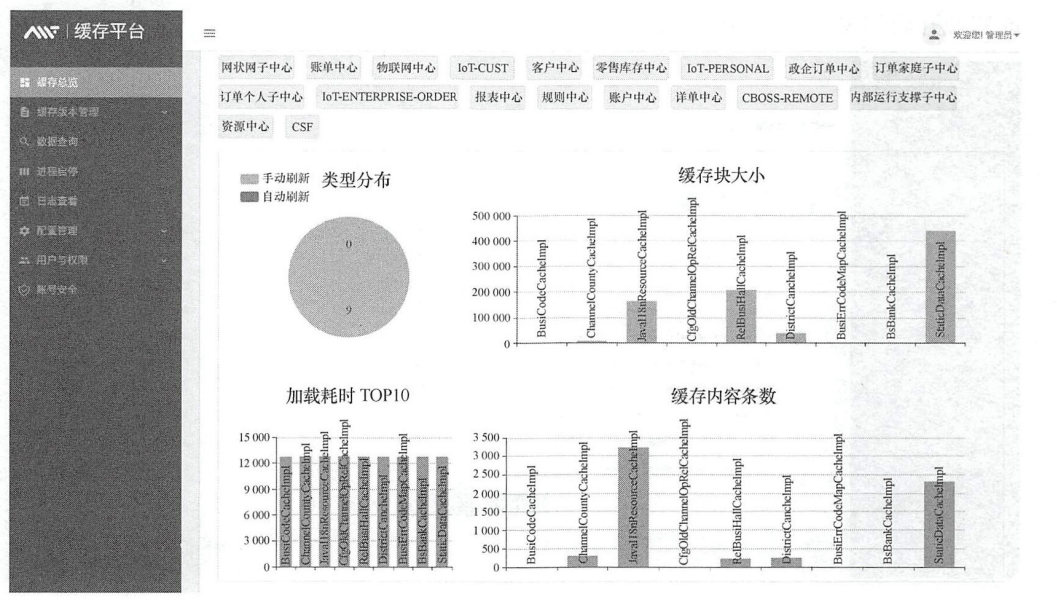 AWF 缓存平台
欢迎您! 管理员
缓存总览
缓存版本管理
数据查询
进程启停
日志查看
配置管理
用户与权限
账号安全
网状网子中心 账单中心 物联网中心 IoT-CUST 客户中心 零售库存中心 IoT-PERSONAL 政企订单中心 订单家庭子中心
订单个人子中心 IoT-ENTERPRISE-ORDER 报表中心 规则中心 账户中心 详单中心 CBOSS-REMOTE 内部运行支撑子中心
资源中心 CSF
手动刷新
自动刷新
类型分布
0
9
缓存块大小
500 000
400 000
300 000
200 000
100 000
0
BusiCodeCacheImpl
ChannelCountyCacheImpl
JavaI18nResourceCacheImpl
CfgOldChannelOpRelCacheImpl
RelBusiHallCacheImpl
DistrictCancheImpl
BusiErrCodeMapCacheImpl
BsBankCacheImpl
StaticDataCacheImpl
加载耗时 TOP10
15 000
12 000
9 000
6 000
3 000
0
BusiCodeCacheImpl
ChannelCountyCacheImpl
JavaI18nResourceCacheImpl
CfgOldChannelOpRelCacheImpl
RelBusiHallCacheImpl
DistrictCancheImpl
BusiErrCodeMapCacheImpl
BsBankCacheImpl
StaticDataCacheImpl
缓存内容条数
3 500
3 000
2 500
2 000
1 500
1 000
500
0
BusiCodeCacheImpl
ChannelCountyCacheImpl
JavaI18nResourceCacheImpl
CfgOldChannelOpRelCacheImpl
RelBusiHallCacheImpl
DistrictCancheImpl
BusiErrCodeMapCacheImpl
BsBankCacheImpl
StaticDataCacheImpl